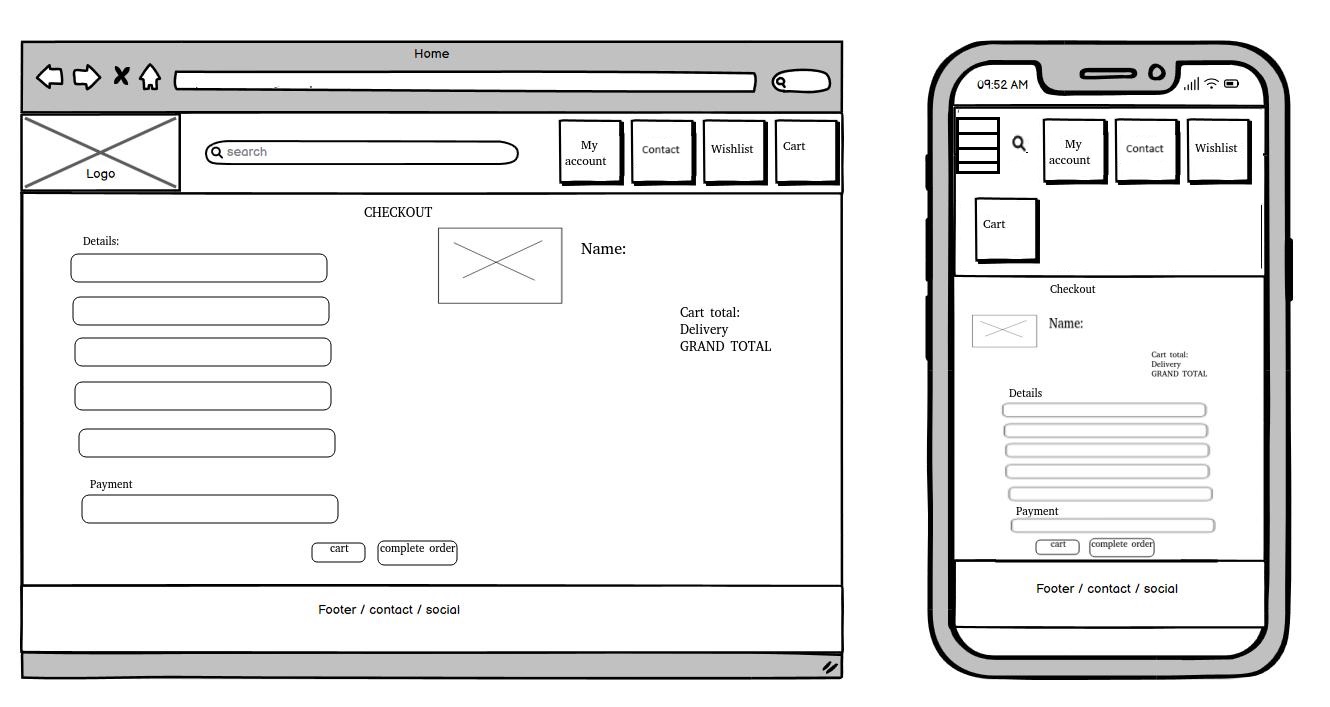 Home
Logo
search
My
account
Contact
Wishlist
Cart
CHECKOUT
Details:
Name:
Cart total:
Delivery
GRAND TOTAL
Payment
cart
complete order
Footer / contact / social
09:52 AM
My
account
Contact
Wishlist
Cart
Checkout
Name:
Cart total:
Delivery
GRAND TOTAL
Details
Payment
cart
complete order
Footer / contact / social